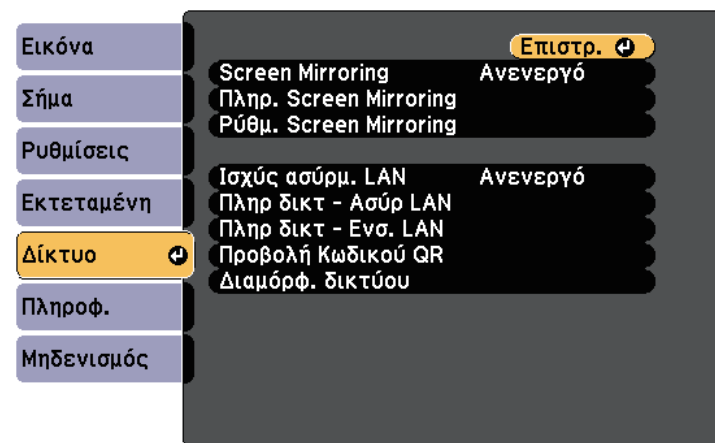 Εικόνα
Σήμα
Ρυθμίσεις
Εκτεταμένη
Δίκτυο
Πληροφ.
Μηδενισμός
Επιστρ.
Screen Mirroring Ανενεργό
Πληρ. Screen Mirroring
Ρύθμ. Screen Mirroring
Ισχύς ασύρμ. LAN Ανενεργό
Πληρ δικτ - Ασύρ LAN
Πληρ δικτ - Ενσ. LAN
Προβολή Κωδικού QR
Διαμόρφ. δικτύου